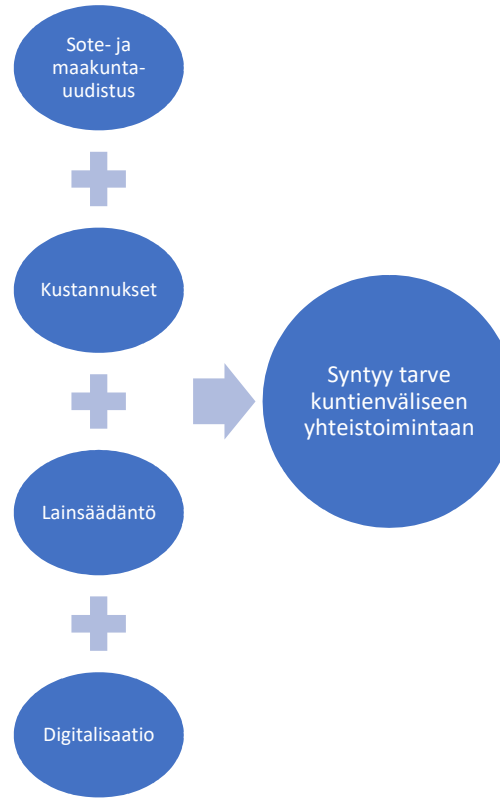 Sote- ja
maakunta-
uudistus
Kustannukset
Lainsäädäntö
Digitalisaatio
Syntyy tarve
kuntienväliseen
yhteistoimintaan